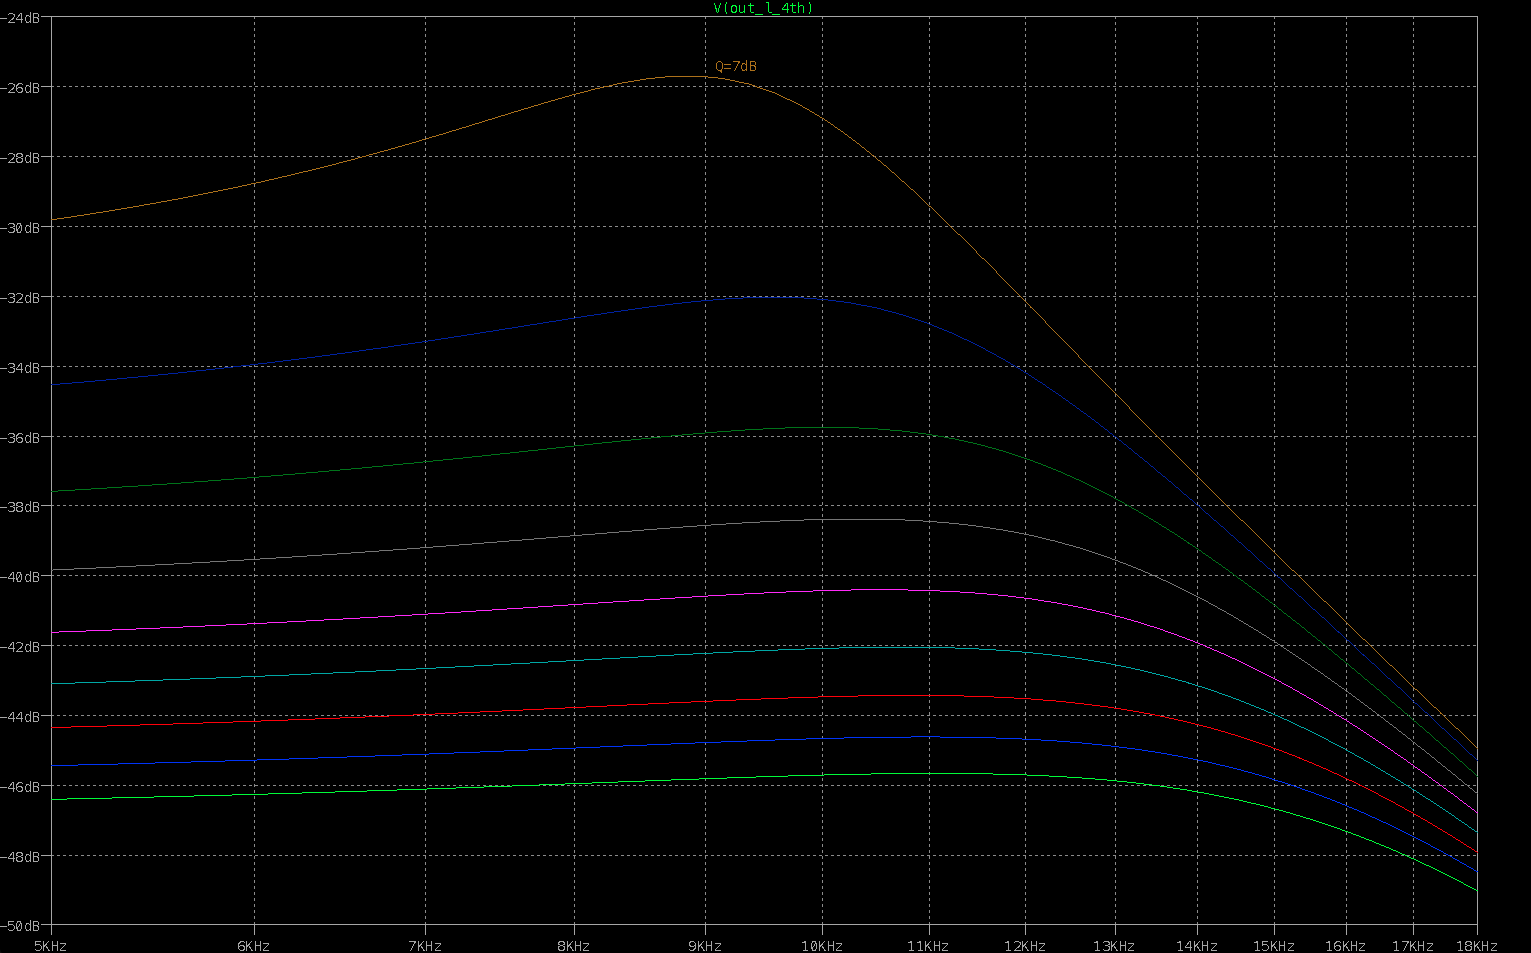 V(out_l_4th)
Q=7dB
-24dB
-26dB
-28dB
-30dB
-32dB
-34dB
-36dB
-38dB
-40dB
-42dB
-44dB
-46dB
-48dB
-50dB
5KHz 6KHz 7KHz 8KHz 9KHz 10KHz 11KHz 12KHz 13KHz 14KHz 15KHz 16KHz 17KHz 18KHz